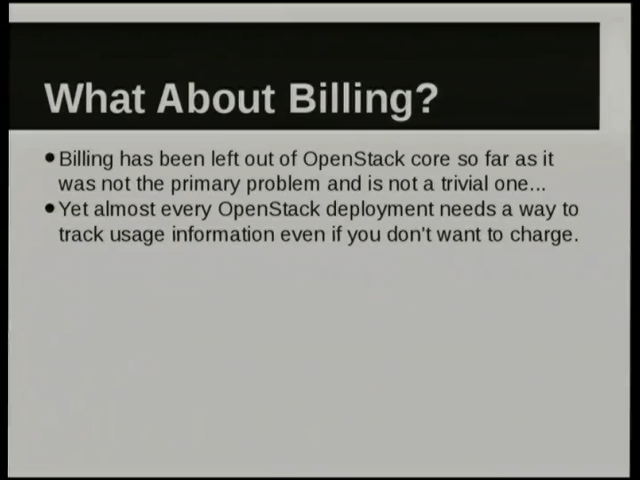 What About Billing?
•Billing has been left out of OpenStack core so far as it
was not the primary problem and is not a trivial one...
•Yet almost every OpenStack deployment needs a way to
track usage information even if you don't want to charge.